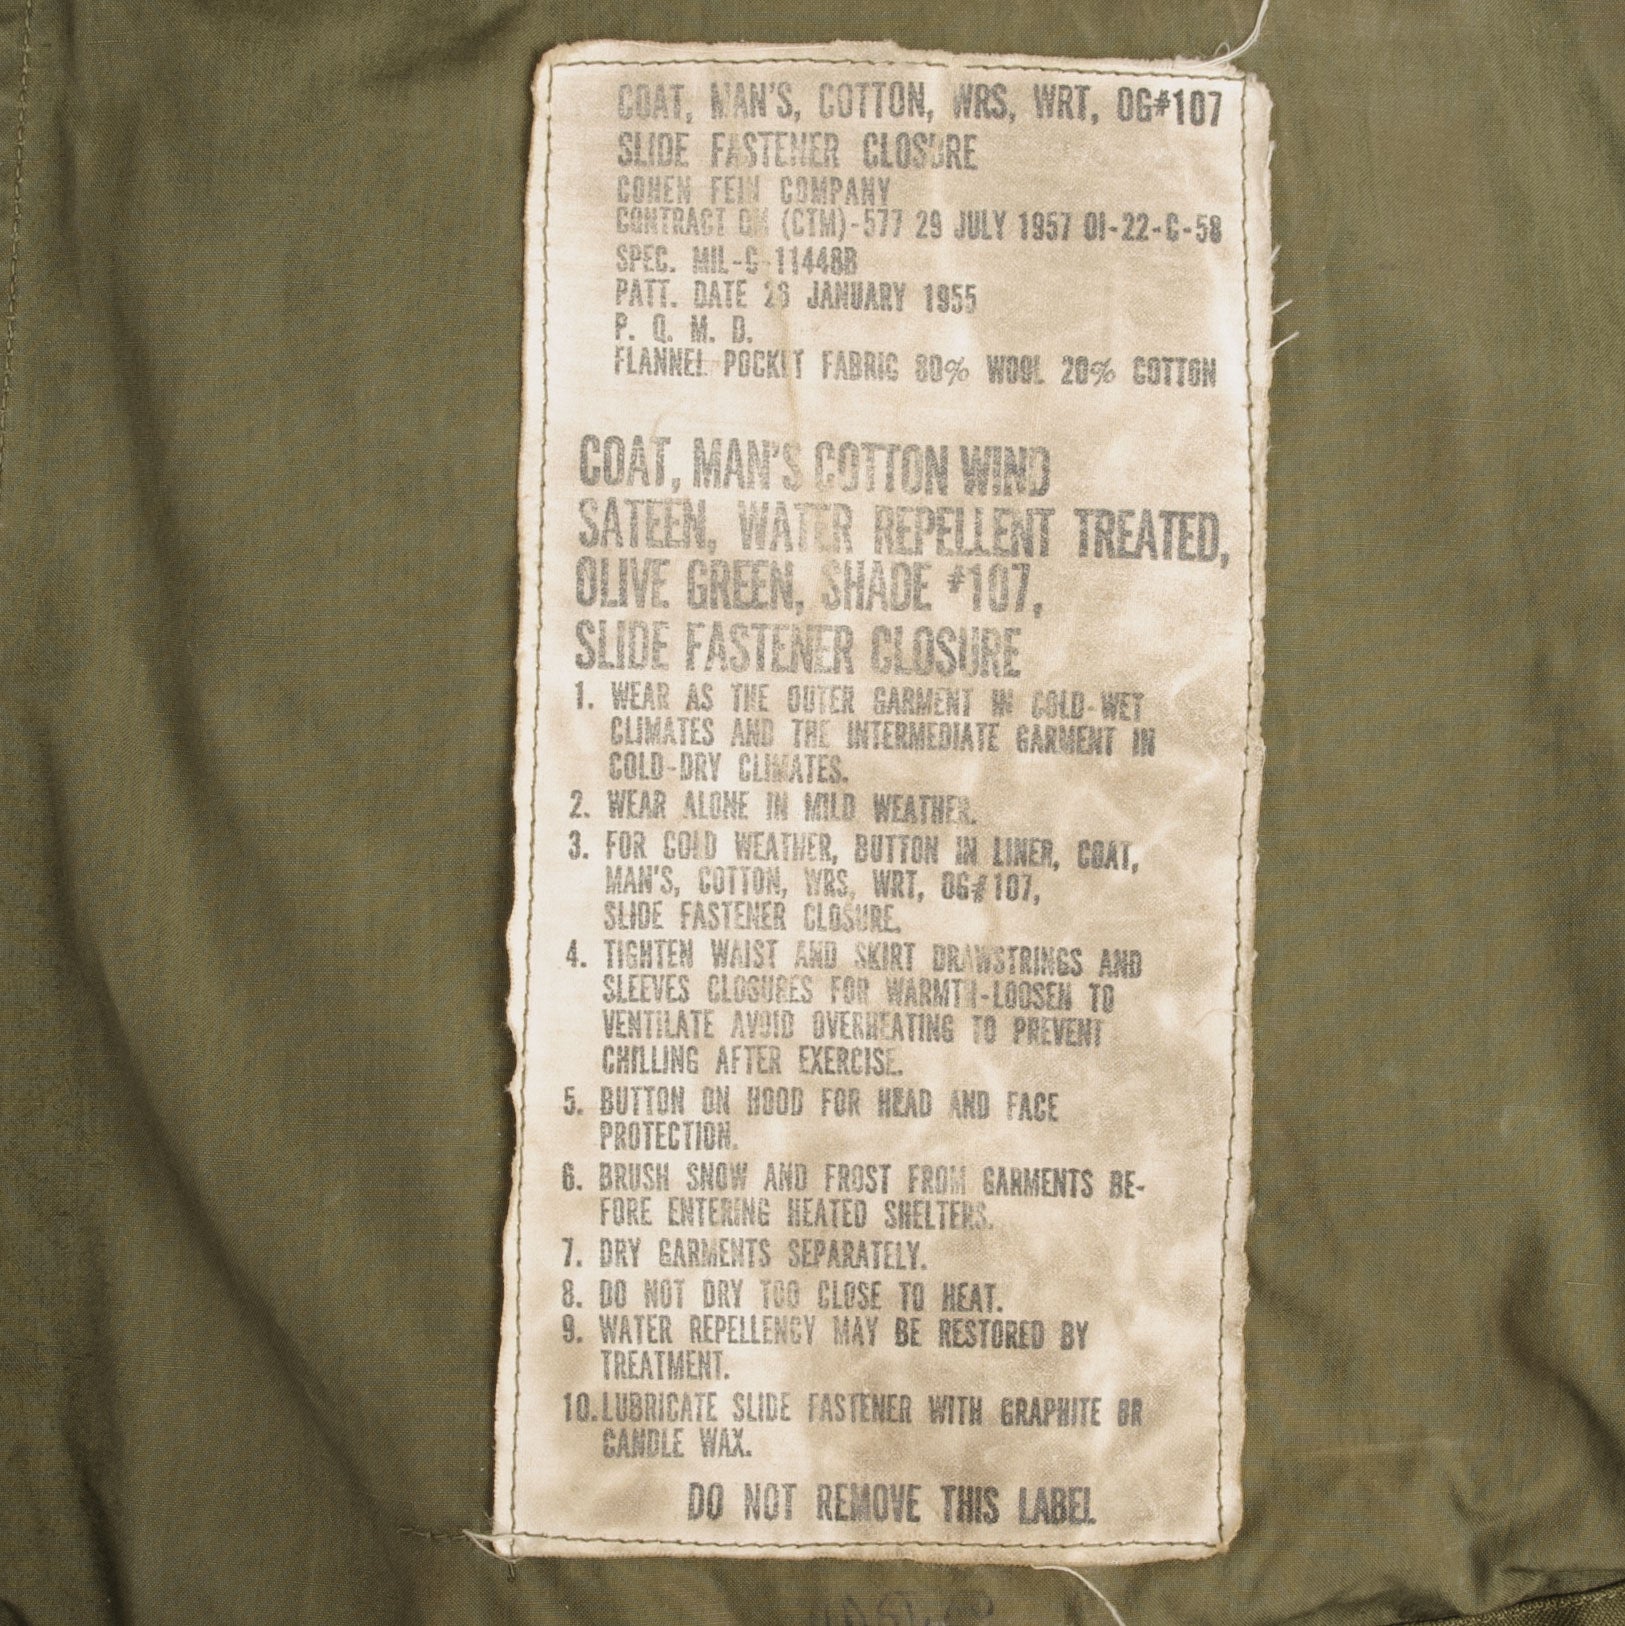 COAT, MAN'S, COTTON, WRS, WRT, OG#107
SLIDE FASTENER CLOSURE
COHEN FEIN COMPANY
CONTRACT QM (CTM)-577 29 JULY 1957 OI-22-C-58
SPEC. MIL-C-11448B
PATT. DATE 26 JANUARY 1955
P. Q. M. D.
FLANNEL POCKET FABRIC 80% WOOL 20% COTTON
COAT, MAN'S COTTON WIND
SATEEN, WATER REPELLENT TREATED,
OLIVE GREEN, SHADE #107,
SLIDE FASTENER CLOSURE
1. WEAR AS THE OUTER GARMENT IN COLD-WET
CLIMATES AND THE INTERMEDIATE GARMENT IN
COLD-DRY CLIMATES.
2. WEAR ALONE IN MILD WEATHER.
3. FOR COLD WEATHER, BUTTON IN LINER, COAT,
MAN'S, COTTON, WRS, WRT, OG#107,
SLIDE FASTENER CLOSURE.
4. TIGHTEN WAIST AND SKIRT DRAWSTRINGS AND
SLEEVES CLOSURES FOR WARMTH-LOOSEN TO
VENTILATE AVOID OVERHEATING TO PREVENT
CHILLING AFTER EXERCISE.
5. BUTTON ON HOOD FOR HEAD AND FACE
PROTECTION.
6. BRUSH SNOW AND FROST FROM GARMENTS BE-
FORE ENTERING HEATED SHELTERS.
7. DRY GARMENTS SEPARATELY.
8. DO NOT DRY TOO CLOSE TO HEAT.
9. WATER REPELLENCY MAY BE RESTORED BY
TREATMENT.
10. LUBRICATE SLIDE FASTENER WITH GRAPHITE OR
CANDLE WAX.
DO NOT REMOVE THIS LABEL